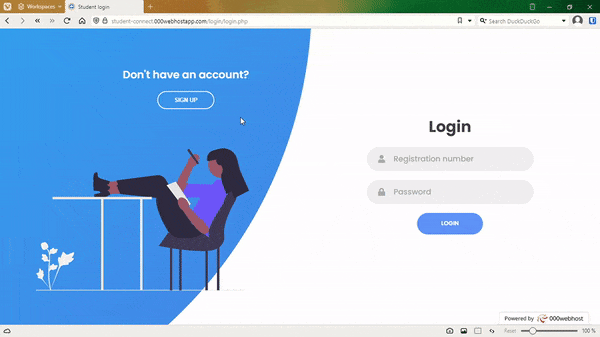 Workspaces
Student login
student-connect.000webhostapp.com/login/login.php
Search DuckDuckGo
Don't have an account?
SIGN UP
Login
Registration number
Password
LOGIN
Powered by 000webhost
Reset
100 %